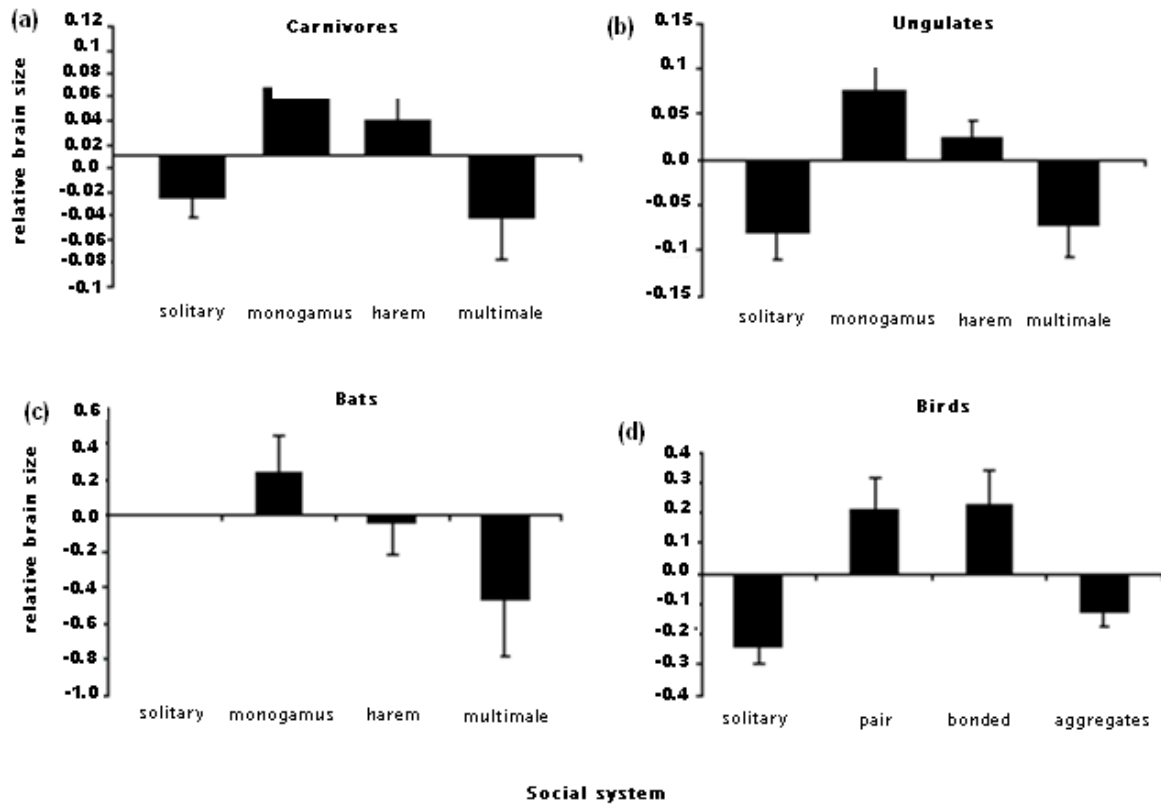 (a)
Carnivores
relative brain size
0.12
0.1
0.08
0.06
0.04
0.02
0.0
-0.02
-0.04
-0.06
-0.08
-0.1
solitary monogamus harem multimale
(b)
Ungulates
0.15
0.1
0.05
0.0
-0.05
-0.1
-0.15
solitary monogamus harem multimale
(c)
Bats
relative brain size
0.6
0.4
0.2
0.0
-0.2
-0.4
-0.6
-0.8
-1.0
solitary monogamus harem multimale
(d)
Birds
0.4
0.3
0.2
0.1
0.0
-0.1
-0.2
-0.3
-0.4
solitary pair bonded aggregates
Social system